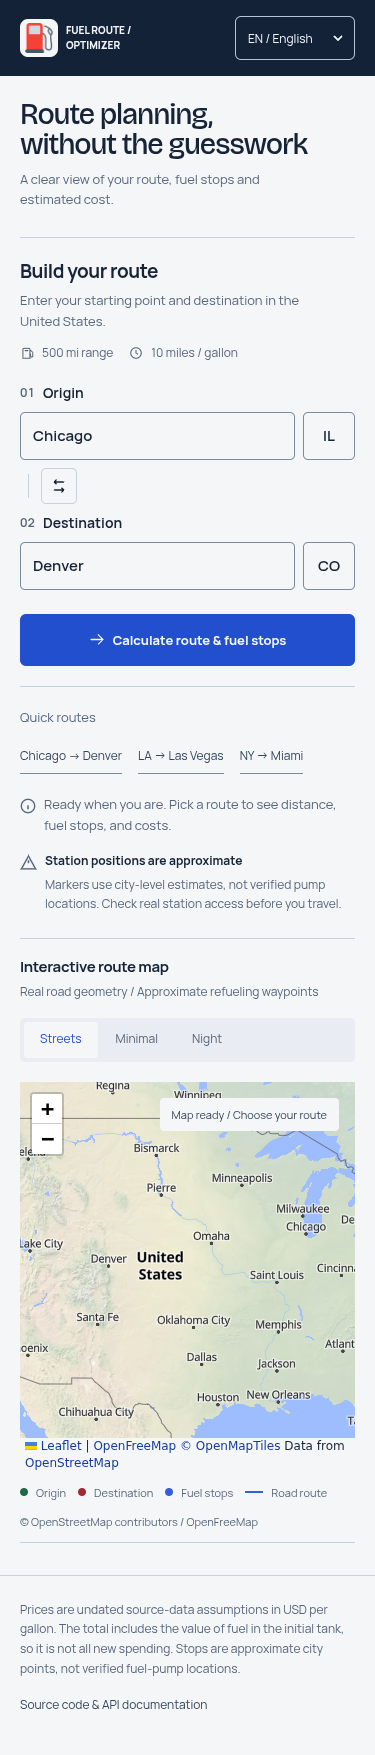 FUEL ROUTE /
OPTIMIZER
EN / English
Route planning,
without the guesswork
A clear view of your route, fuel stops and
estimated cost.
Build your route
Enter your starting point and destination in the
United States.
500 mi range
10 miles / gallon
01 Origin
Chicago
IL
02 Destination
Denver
CO
Calculate route & fuel stops
Quick routes
Chicago → Denver
LA → Las Vegas
NY → Miami
Ready when you are. Pick a route to see distance,
fuel stops, and costs.
Station positions are approximate
Markers use city-level estimates, not verified pump
locations. Check real station access before you travel.
Interactive route map
Real road geometry / Approximate refueling waypoints
Streets
Minimal
Night
Regina
Winnipeg
+
−
Map ready / Choose your route
Bismarck
Pierre
Minneapolis
Milwaukee
Chicago
De
Omaha
ake City
Denver
United
States
Saint Louis
Cincinna
Santa Fe
Oklahoma City
Memphis
Atlant
oenix
Dallas
Jackson
Houston
New Orleans
Chihuahua City
Leaflet | OpenFreeMap © OpenMapTiles Data from
OpenStreetMap
Origin
Destination
Fuel stops
Road route
© OpenStreetMap contributors / OpenFreeMap
Prices are undated source-data assumptions in USD per
gallon. The total includes the value of fuel in the initial tank,
so it is not all new spending. Stops are approximate city
points, not verified fuel-pump locations.
Source code & API documentation